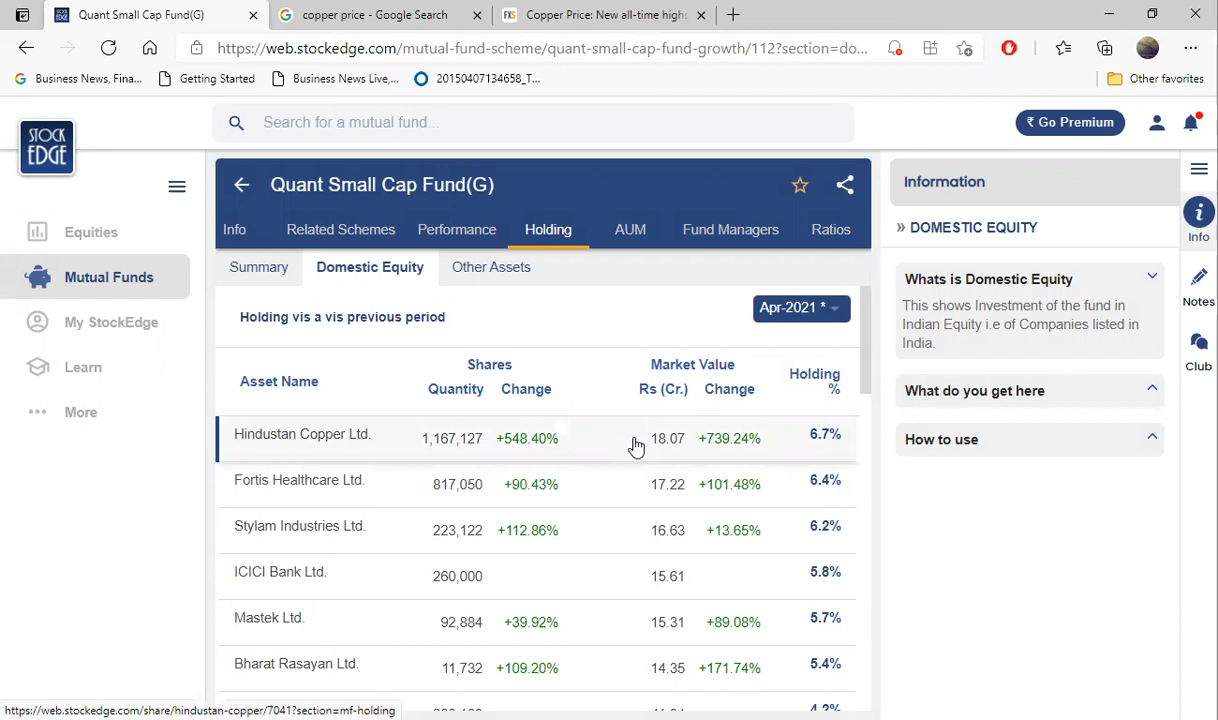 Quant Small Cap Fund(G)
copper price - Google Search
FXS
Copper Price: New all-time highs
https://web.stockedge.com/mutual-fund-scheme/quant-small-cap-fund-growth/112?section=do...
Business News, Fina...
Getting Started
Business News Live,...
20150407134658_T...
Other favorites
STOCK
EDGE
Search for a mutual fund...
₹ Go Premium
Equities
Mutual Funds
My StockEdge
Learn
More
Quant Small Cap Fund(G)
Info Related Schemes Performance Holding AUM Fund Managers Ratios
Summary Domestic Equity Other Assets
Holding vis a vis previous period
Apr-2021 *
Asset Name
Shares
Quantity Change
Market Value
Rs (Cr.) Change
Holding
%
Hindustan Copper Ltd. 1,167,127 +548.40% 18.07 +739.24% 6.7%
Fortis Healthcare Ltd. 817,050 +90.43% 17.22 +101.48% 6.4%
Stylam Industries Ltd. 223,122 +112.86% 16.63 +13.65% 6.2%
ICICI Bank Ltd. 260,000 15.61 5.8%
Mastek Ltd. 92,884 +39.92% 15.31 +89.08% 5.7%
Bharat Rasayan Ltd. 11,732 +109.20% 14.35 +171.74% 5.4%
Information
» DOMESTIC EQUITY
Whats is Domestic Equity
This shows Investment of the fund in
Indian Equity i.e of Companies listed in
India.
What do you get here
How to use
Info
Notes
Club
https://web.stockedge.com/share/hindustan-copper/7041?section=mf-holding